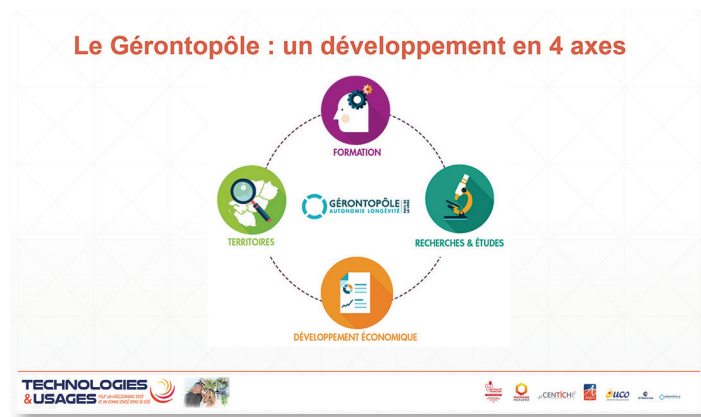 Le Gérontopôle : un développement en 4 axes
FORMATION
TERRITOIRES
GÉRONTOPÔLE
AUTONOMIE LONGÉVITÉ
RECHERCHES & ÉTUDES
DÉVELOPPEMENT ÉCONOMIQUE
TECHNOLOGIES
& USAGES
CENTICH
uco